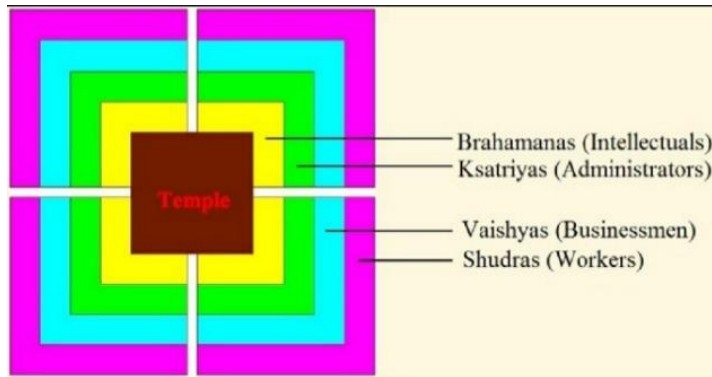 Temple
Brahamanas (Intellectuals)
Ksatriyas (Administrators)
Vaishyas (Businessmen)
Shudras (Workers)